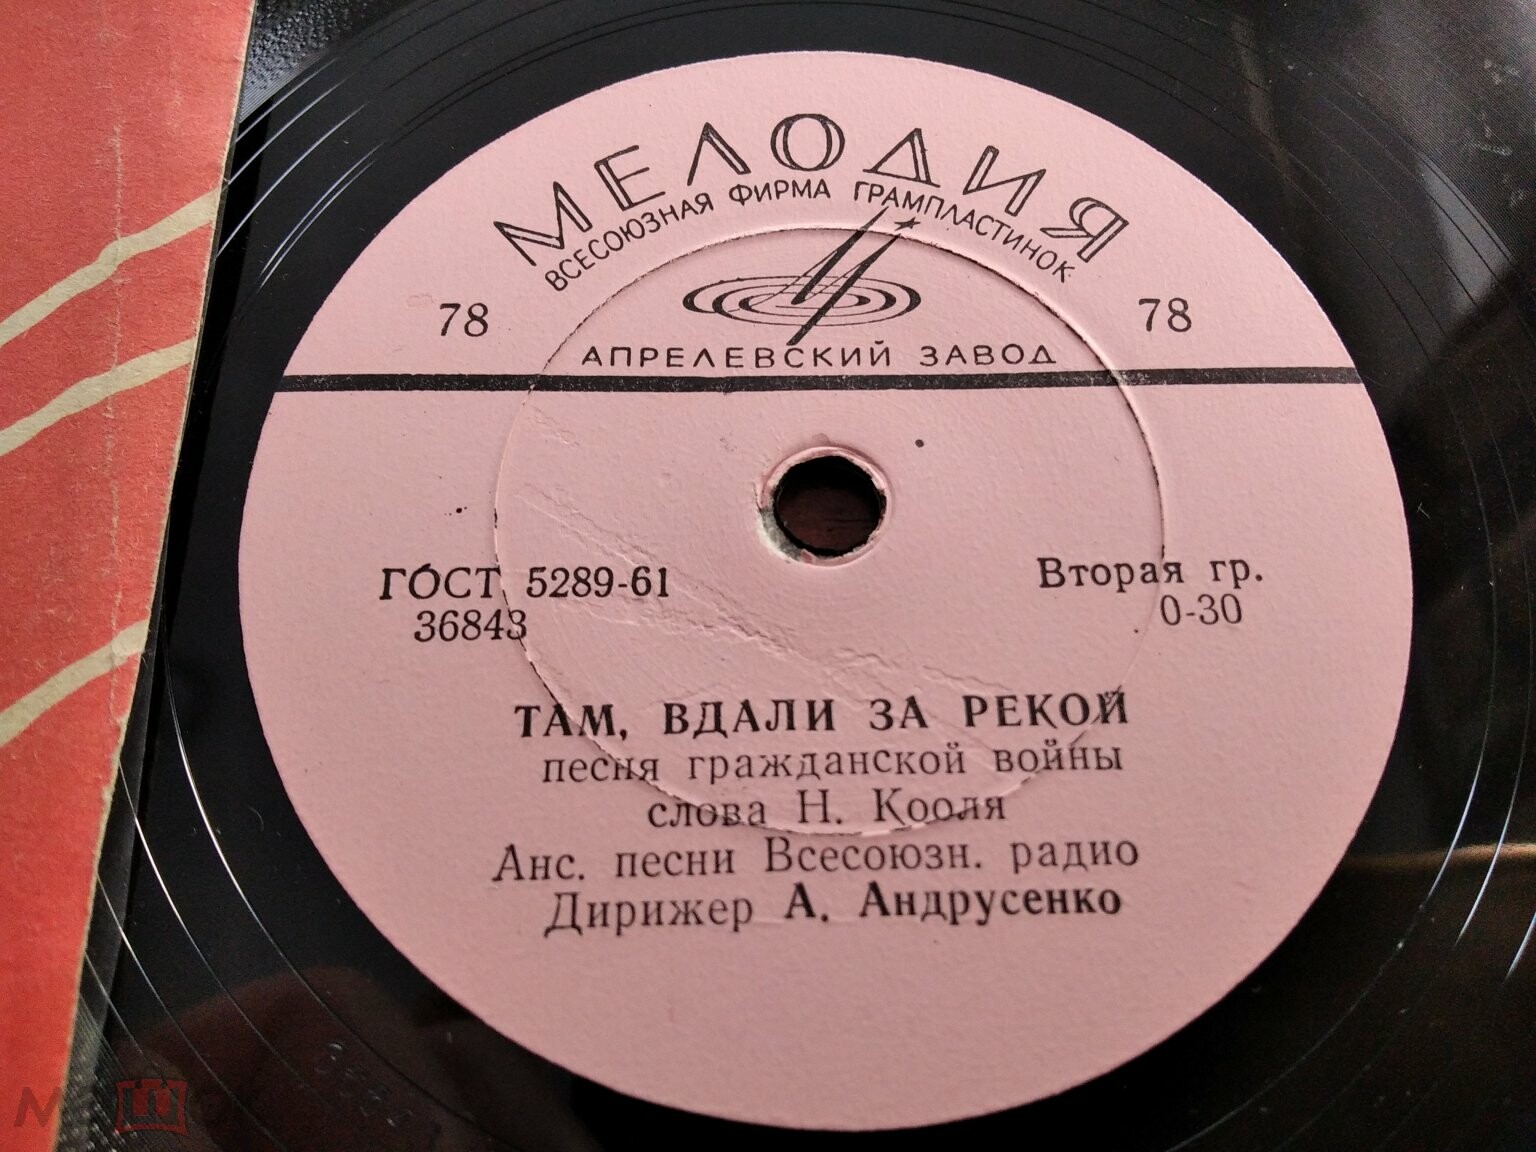 МЕЛОДИЯ
ВСЕСОЮЗНАЯ ФИРМА ГРАМПЛАСТИНОК
78 78
АПРЕЛЕВСКИЙ ЗАВОД
ГОСТ 5289-61 Вторая гр.
36843 0-30
ТАМ, ВДАЛИ ЗА РЕКОЙ
песня гражданской войны
слова Н. Кооля
Анс. песни Всесоюзн. радио
Дирижер А. Андрусенко